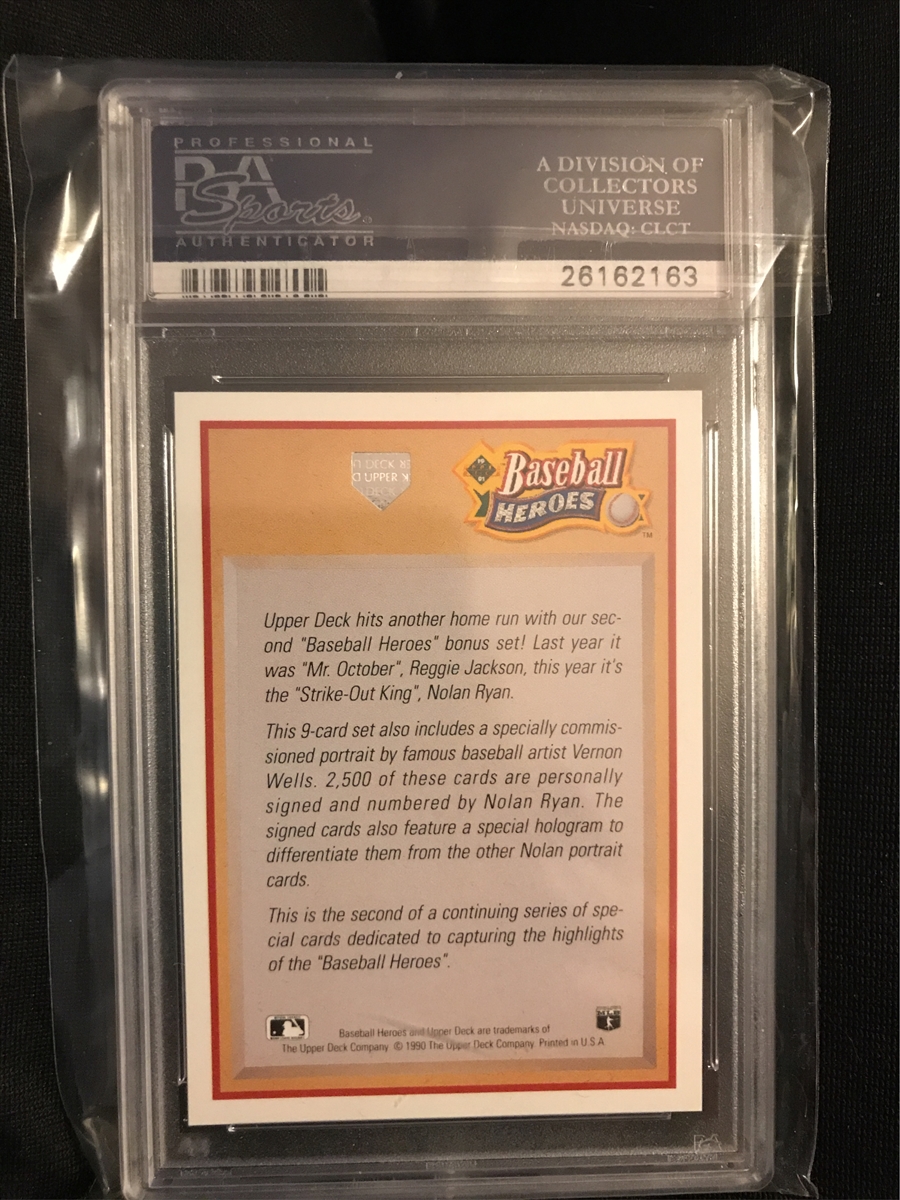 PROFESSIONAL
PSA
Sports
AUTHENTICATOR
A DIVISION OF
COLLECTORS
UNIVERSE
NASDAQ: CLCT
26162163
DECK
UPPER
DECK
Baseball
HEROES
TM
Upper Deck hits another home run with our sec-
ond "Baseball Heroes" bonus set! Last year it
was "Mr. October", Reggie Jackson, this year it's
the "Strike-Out King", Nolan Ryan.
This 9-card set also includes a specially commis-
sioned portrait by famous baseball artist Vernon
Wells. 2,500 of these cards are personally
signed and numbered by Nolan Ryan. The
signed cards also feature a special hologram to
differentiate them from the other Nolan portrait
cards.
This is the second of a continuing series of spe-
cial cards dedicated to capturing the highlights
of the "Baseball Heroes".
Baseball Heroes and Upper Deck are trademarks of
The Upper Deck Company © 1990 The Upper Deck Company. Printed in U.S.A
PSA